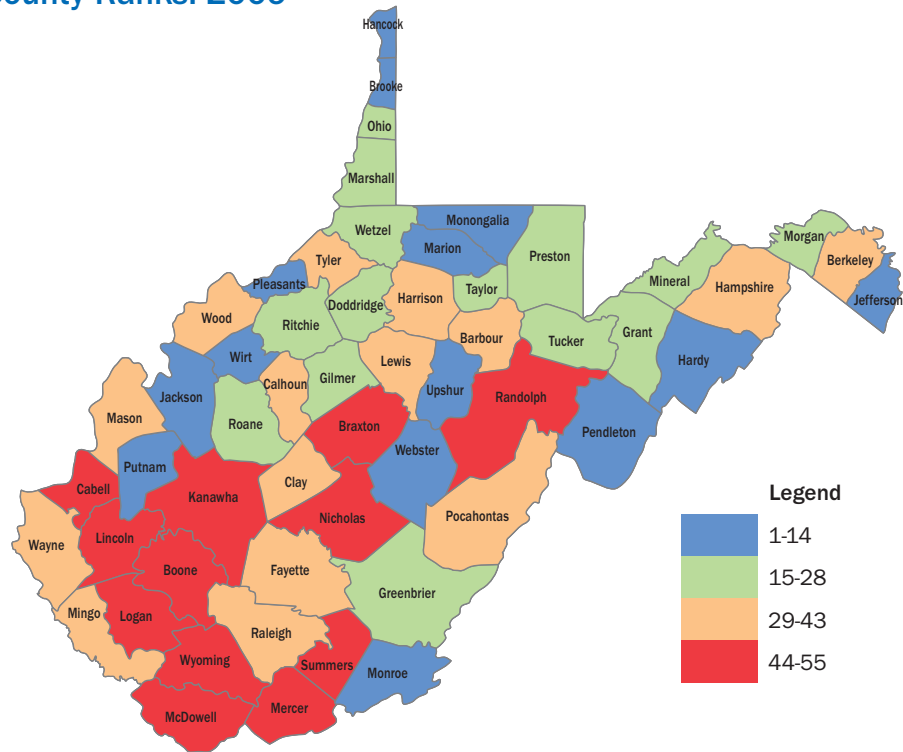 County Ranks:
Hancock
Brooke
Ohio
Marshall
Wetzel
Monongalia
Marion
Preston
Tyler
Pleasants
Doddridge
Harrison
Taylor
Mineral
Morgan
Berkeley
Jefferson
Hampshire
Wood
Ritchie
Barbour
Tucker
Grant
Hardy
Wirt
Calhoun
Gilmer
Lewis
Upshur
Randolph
Pendleton
Mason
Jackson
Roane
Braxton
Webster
Putnam
Cabell
Kanawha
Clay
Nicholas
Pocahontas
Wayne
Lincoln
Boone
Fayette
Greenbrier
Mingo
Logan
Raleigh
Wyoming
Summers
Monroe
McDowell
Mercer
Legend
1-14
15-28
29-43
44-55